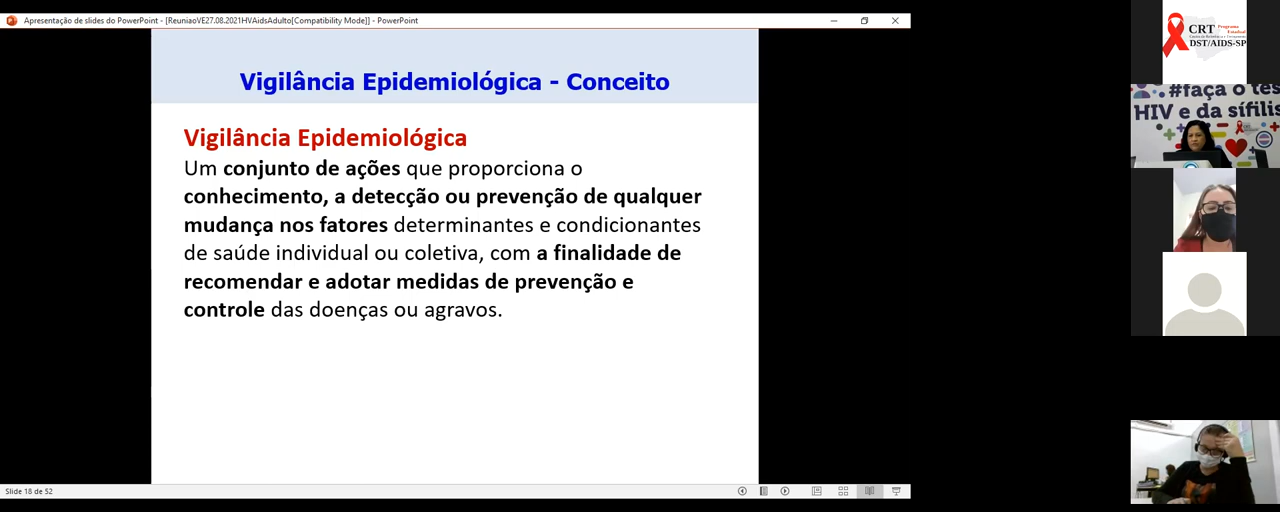 Apresentação de slides do PowerPoint - [ReuniaoVE27.08.2021HVAidsAdulto[Compatibility Mode]] - PowerPoint
Vigilância Epidemiológica - Conceito
Vigilância Epidemiológica
Um conjunto de ações que proporciona o
conhecimento, a detecção ou prevenção de qualquer
mudança nos fatores determinantes e condicionantes
de saúde individual ou coletiva, com a finalidade de
recomendar e adotar medidas de prevenção e
controle das doenças ou agravos.
Slide 18 de 52
CRT
Programa
Estadual
DST/AIDS-SP
#faça o tes
HIV e da sífilis